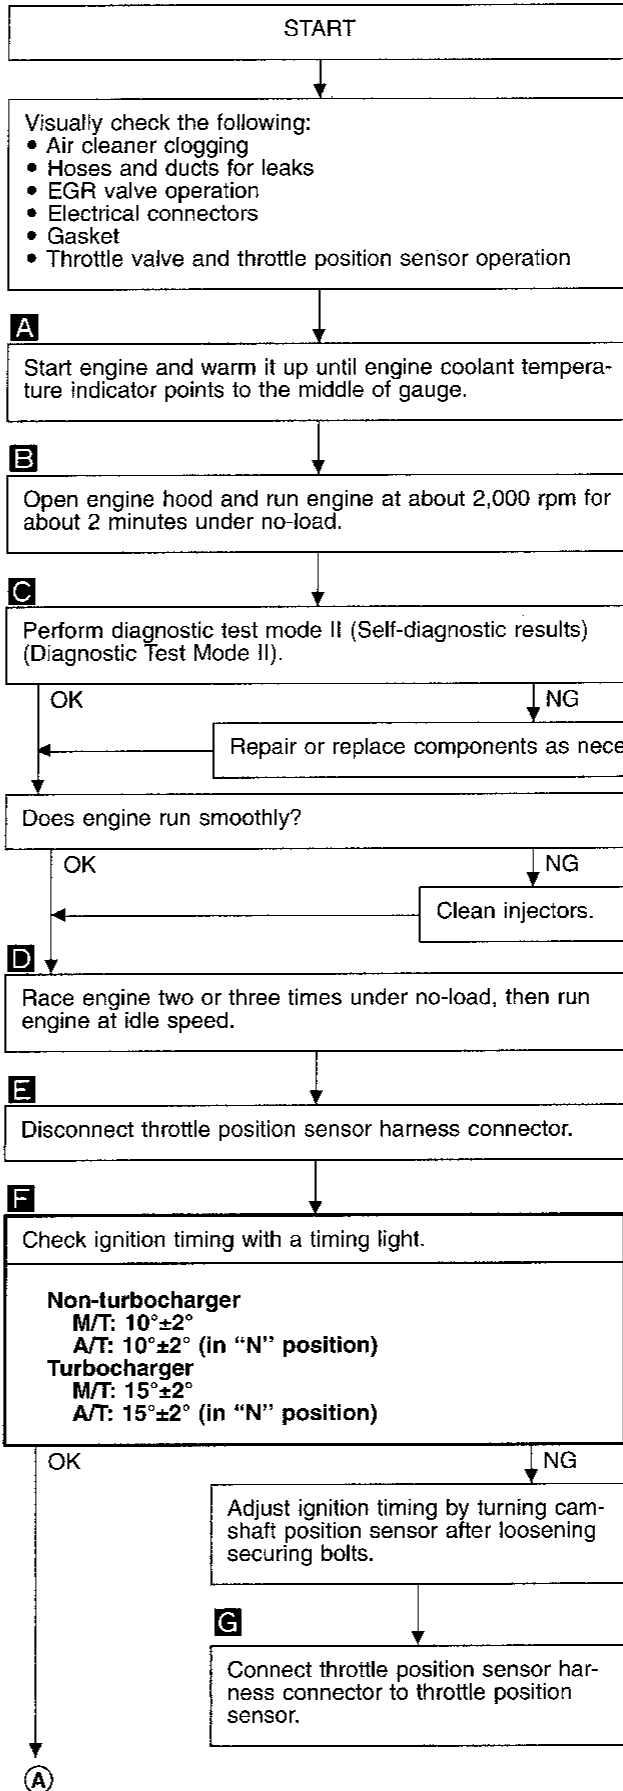 START
Visually check the following:
• Air cleaner clogging
• Hoses and ducts for leaks
• EGR valve operation
• Electrical connectors
• Gasket
• Throttle valve and throttle position sensor operation
A
Start engine and warm it up until engine coolant tempera-
ture indicator points to the middle of gauge.
B
Open engine hood and run engine at about 2,000 rpm for
about 2 minutes under no-load.
C
Perform diagnostic test mode II (Self-diagnostic results)
(Diagnostic Test Mode II).
OK NG
Repair or replace components as nece
Does engine run smoothly?
OK NG
Clean injectors.
D
Race engine two or three times under no-load, then run
engine at idle speed.
E
Disconnect throttle position sensor harness connector.
F
Check ignition timing with a timing light.
Non-turbocharger
M/T: 10°±2°
A/T: 10°±2° (in “N” position)
Turbocharger
M/T: 15°±2°
A/T: 15°±2° (in “N” position)
OK NG
Adjust ignition timing by turning cam-
shaft position sensor after loosening
securing bolts.
G
Connect throttle position sensor har-
ness connector to throttle position
sensor.
A